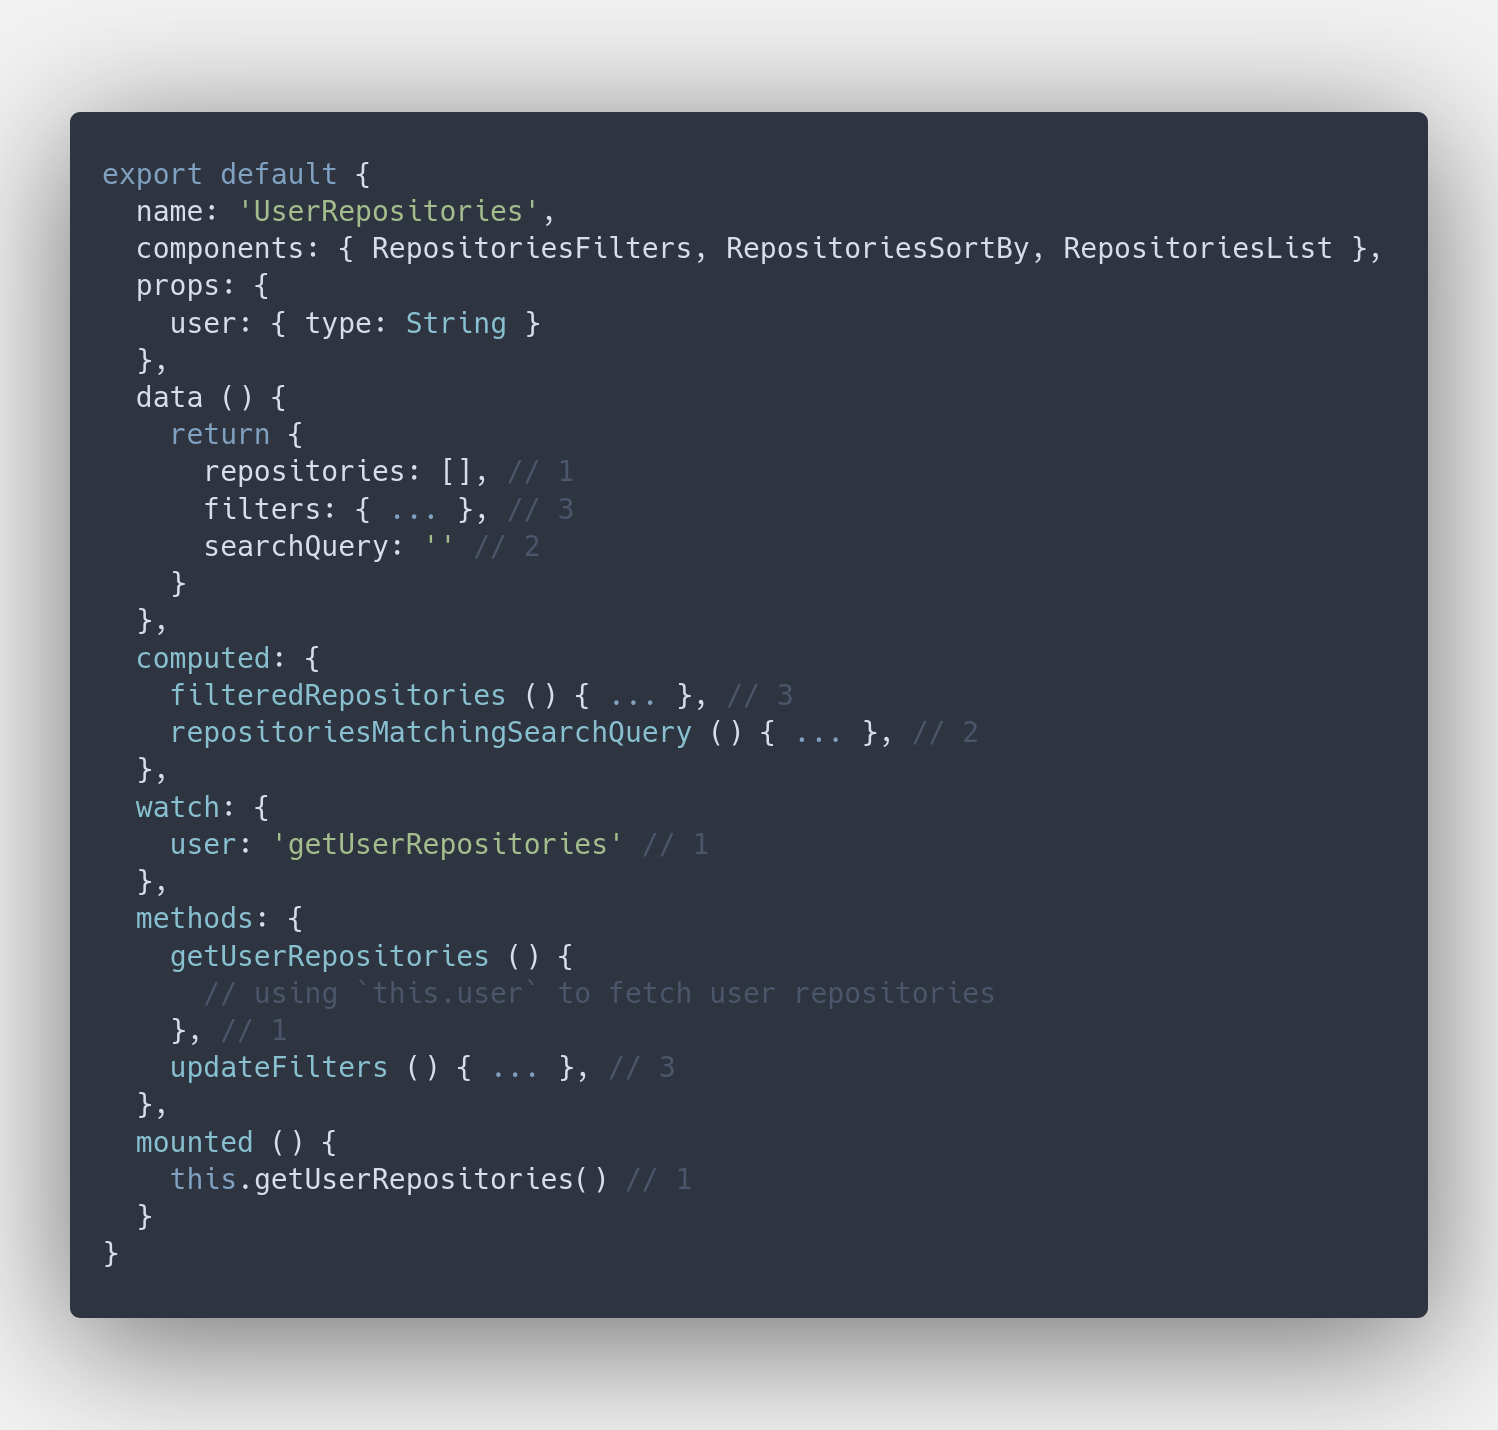 export default {
  name: 'UserRepositories',
  components: { RepositoriesFilters, RepositoriesSortBy, RepositoriesList },
  props: {
    user: { type: String }
  },
  data () {
    return {
      repositories: [], // 1
      filters: { ... }, // 3
      searchQuery: '' // 2
    }
  },
  computed: {
    filteredRepositories () { ... }, // 3
    repositoriesMatchingSearchQuery () { ... }, // 2
  },
  watch: {
    user: 'getUserRepositories' // 1
  },
  methods: {
    getUserRepositories () {
      // using `this.user` to fetch user repositories
    }, // 1
    updateFilters () { ... }, // 3
  },
  mounted () {
    this.getUserRepositories() // 1
  }
}